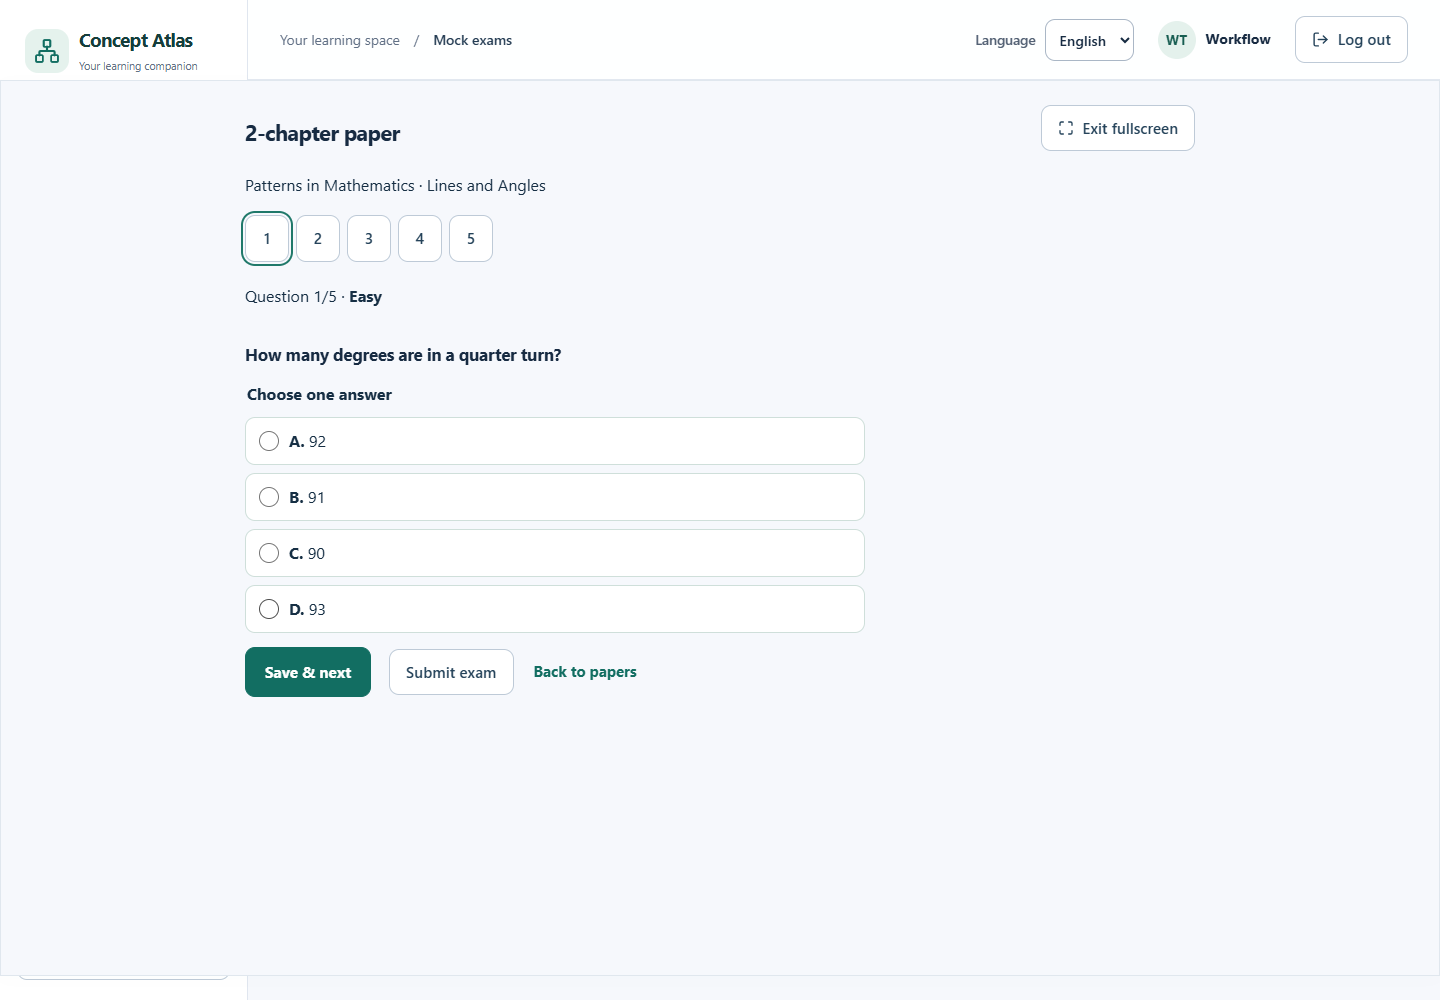 Concept Atlas
Your learning companion
Your learning space / Mock exams
Language English WT Workflow Log out
2-chapter paper
Exit fullscreen
Patterns in Mathematics · Lines and Angles
1 2 3 4 5
Question 1/5 · Easy
How many degrees are in a quarter turn?
Choose one answer
A. 92
B. 91
C. 90
D. 93
Save & next Submit exam Back to papers